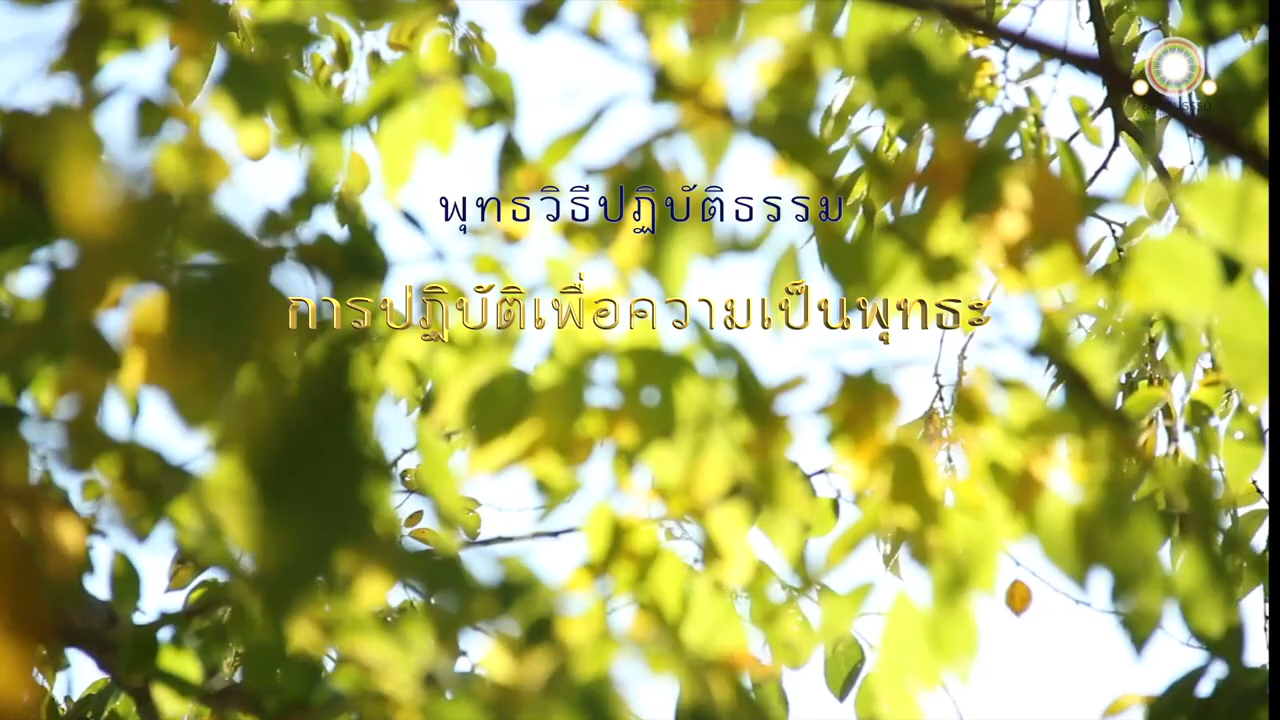 พุทธวิธีปฏิบัติธรรม
การปฏิบัติเพื่อความเป็นพุทธะ